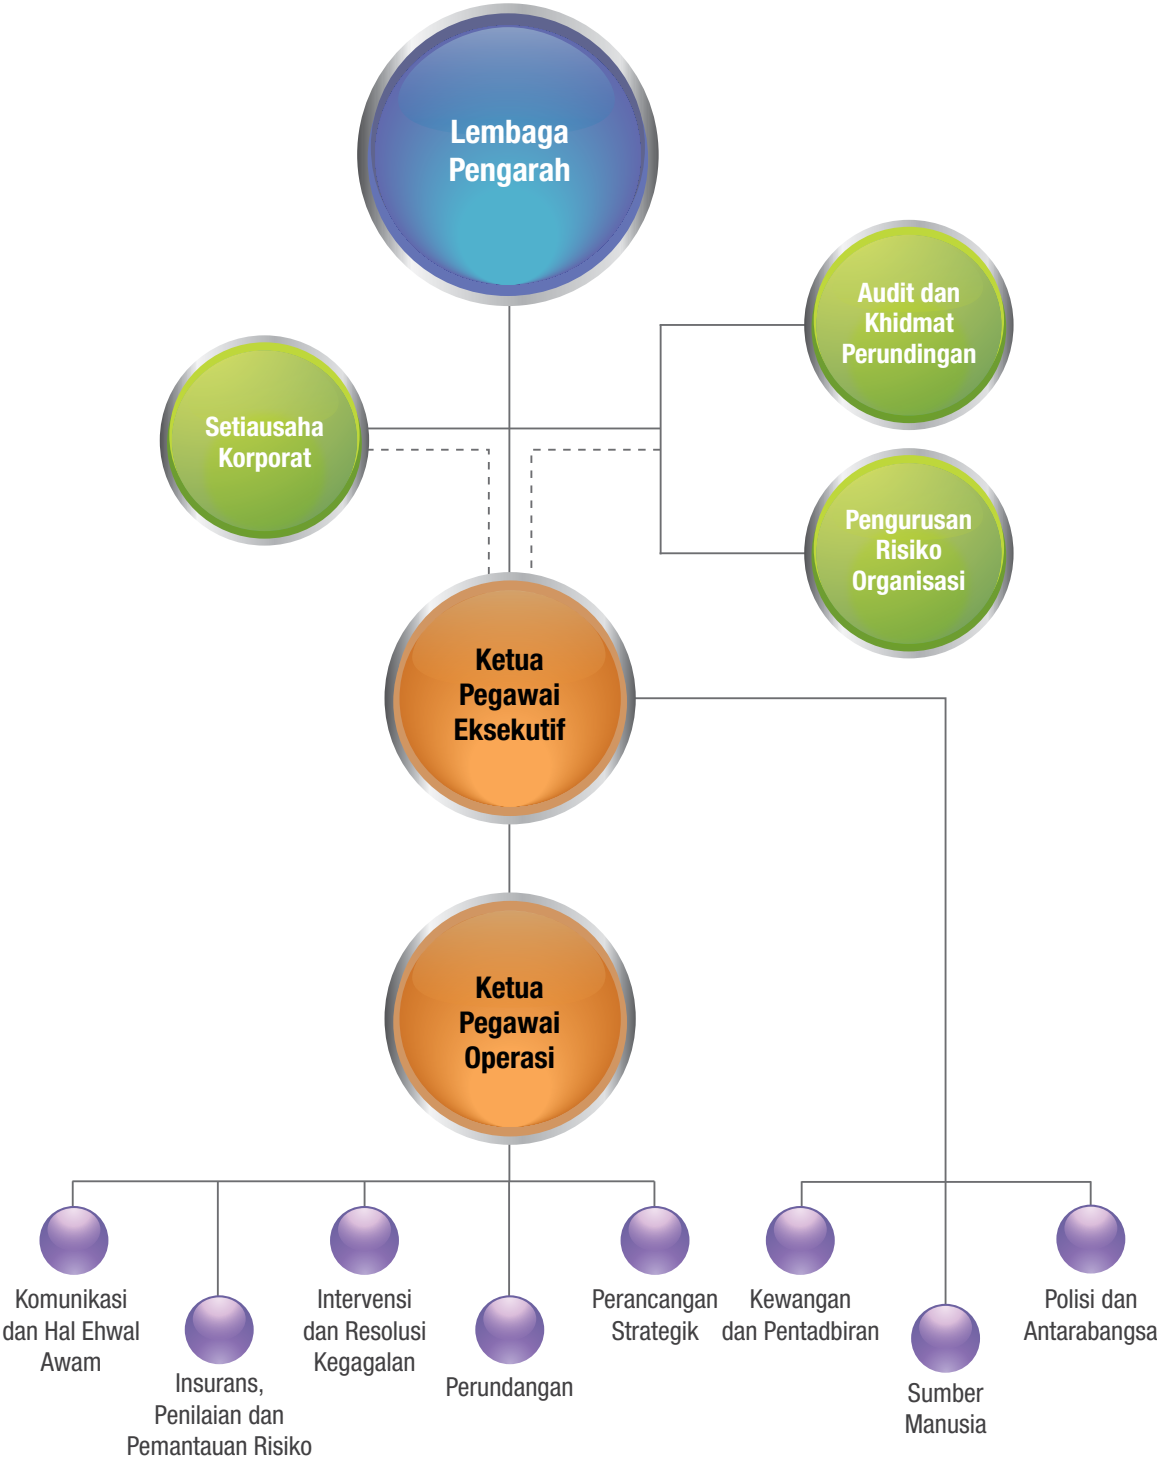 Lembaga
Pengarah
Audit dan
Khidmat
Perundingan
Setiausaha
Korporat
Pengurusan
Risiko
Organisasi
Ketua
Pegawai
Eksekutif
Ketua
Pegawai
Operasi
Komunikasi
dan Hal Ehwal
Awam
Insurans,
Penilaian dan
Pemantauan Risiko
Intervensi
dan Resolusi
Kegagalan
Perundangan
Perancangan
Strategik
Kewangan
dan Pentadbiran
Sumber
Manusia
Polisi dan
Antarabangsa